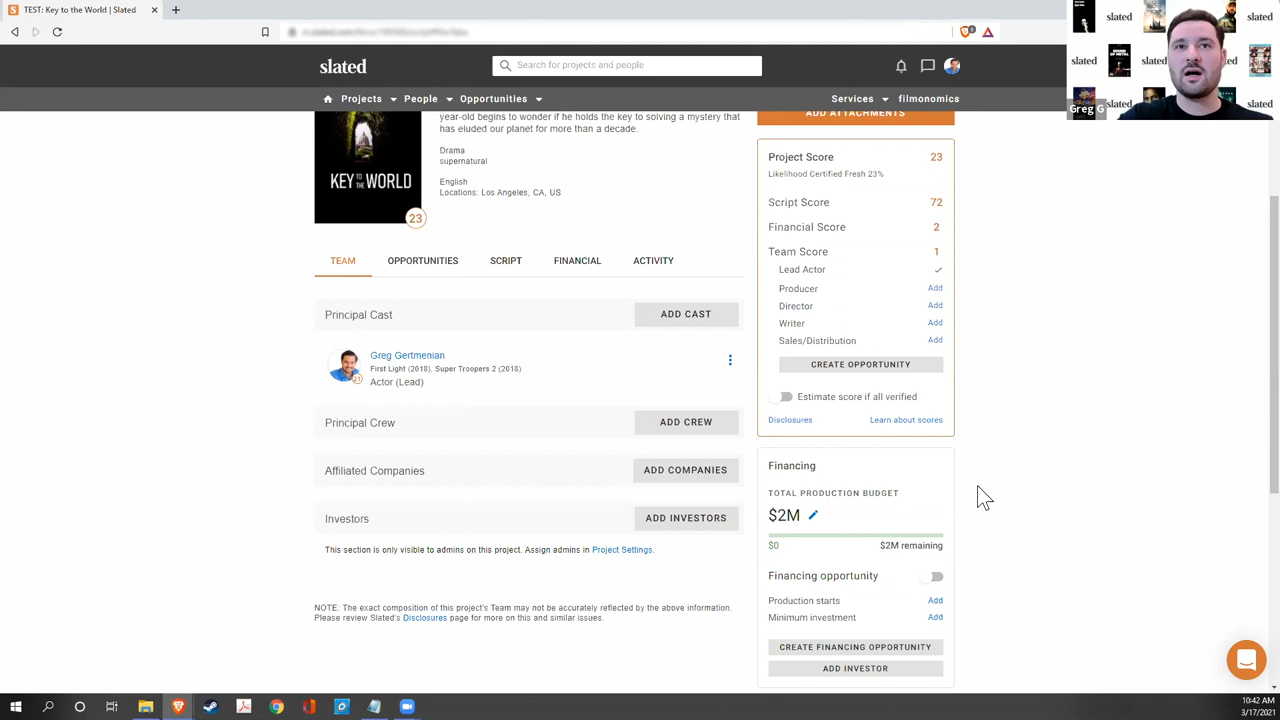 TEST: Key to the World | Slated
slated
Search for projects and people
Projects
People
Opportunities
Services
filmonomics
year-old begins to wonder if he holds the key to solving a mystery that
has eluded our planet for more than a decade.
Drama
supernatural
English
Locations: Los Angeles, CA, US
KEY TO THE WORLD
23
ADD ATTACHMENTS
TEAM
OPPORTUNITIES
SCRIPT
FINANCIAL
ACTIVITY
Principal Cast
ADD CAST
Greg Gertmenian
First Light (2018), Super Troopers 2 (2018)
Actor (Lead)
21
Principal Crew
ADD CREW
Affiliated Companies
ADD COMPANIES
Investors
ADD INVESTORS
This section is only visible to admins on this project. Assign admins in Project Settings.
NOTE: The exact composition of this project's Team may not be accurately reflected by the above information.
Please review Slated's Disclosures page for more on this and similar issues.
Project Score 23
Likelihood Certified Fresh 23%
Script Score 72
Financial Score 2
Team Score 1
Lead Actor
Producer Add
Director Add
Writer Add
Sales/Distribution Add
CREATE OPPORTUNITY
Estimate score if all verified
Disclosures
Learn about scores
Financing
TOTAL PRODUCTION BUDGET
$2M
$0
$2M remaining
Financing opportunity
Production starts Add
Minimum investment Add
CREATE FINANCING OPPORTUNITY
ADD INVESTOR
slated
slated
slated
slated
slated
SOUND OF METAL
Greg G
10:42 AM
3/17/2021